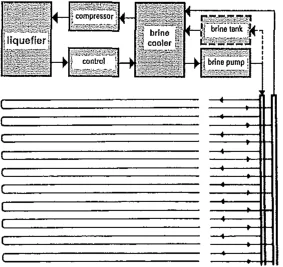 compressor
liquefier
control
brine
cooler
brine tank
brine pump